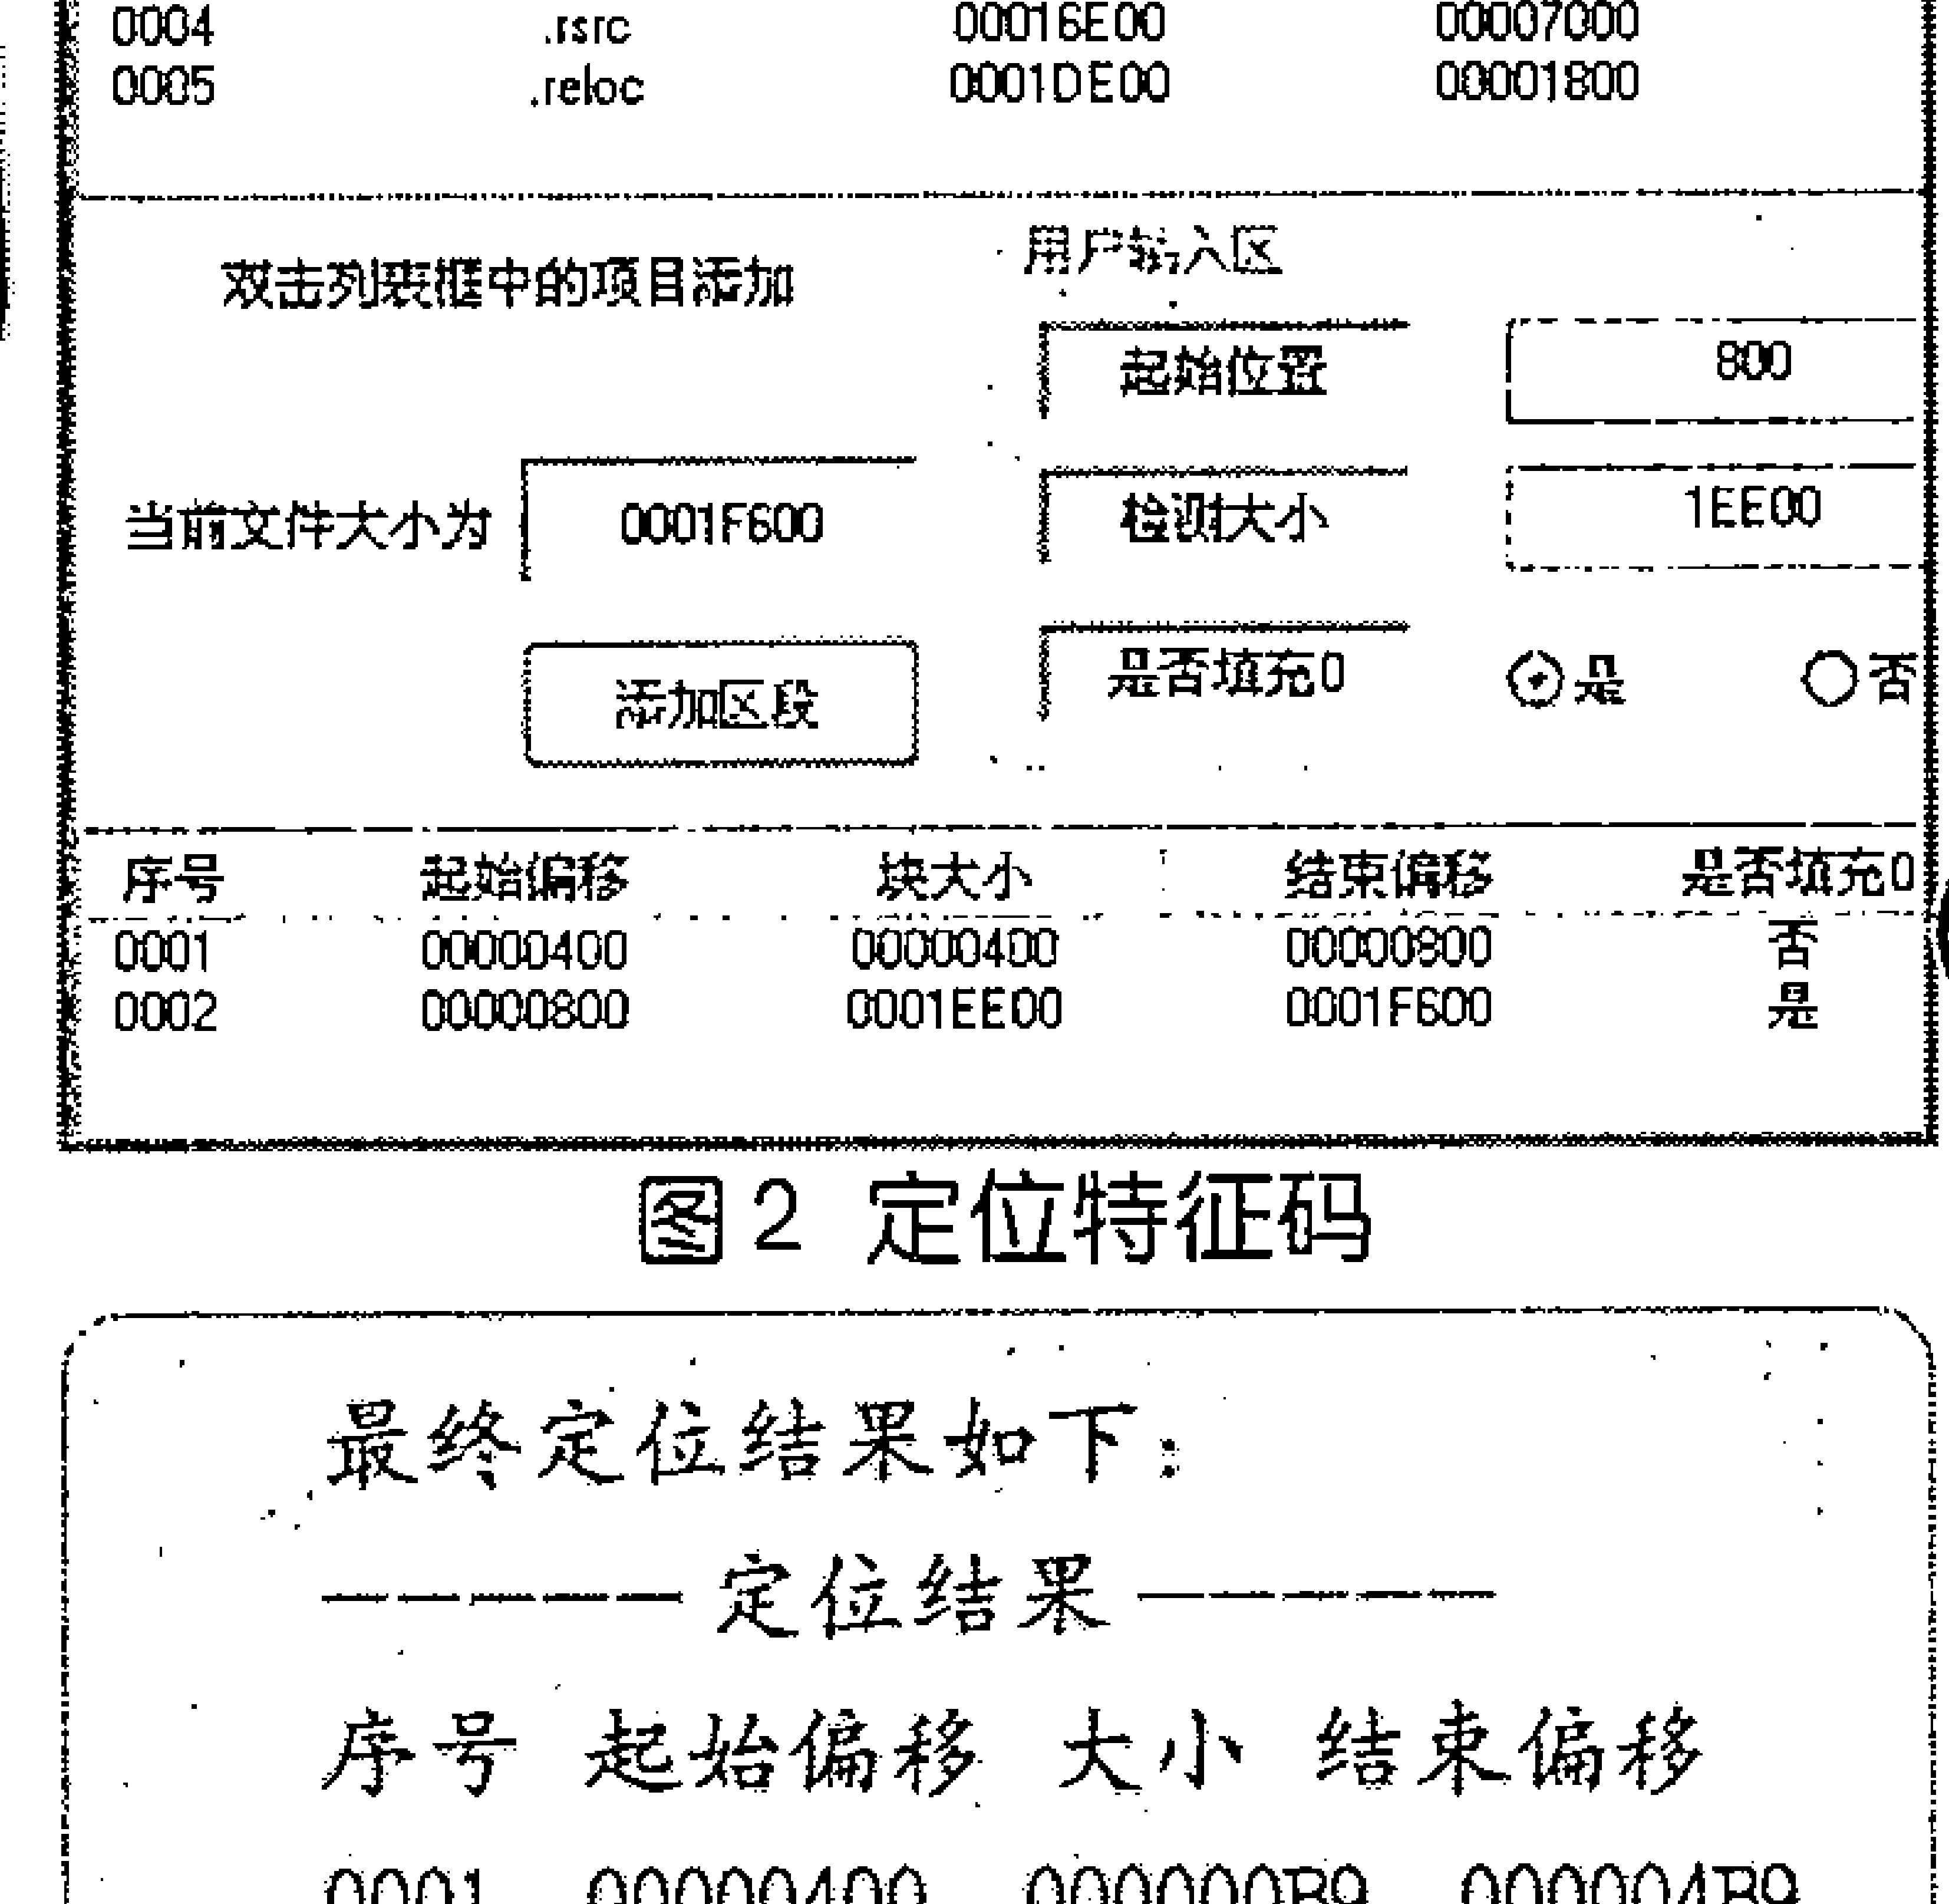 0004 .rsrc 00016E00 00007000
0005 .reloc 0001DE00 00001800
用户输入区
双击列表框中的项目添加
起始位置 800
当前文件大小为 0001F600 检测大小 1EE00
添加区段 是否填充0 是 否
序号 起始偏移 块大小 结束偏移 是否填充0
0001 00000400 00000400 00000800 否
0002 00000800 0001EE00 0001F600 是
图2 定位特征码
最终定位结果如下:
—————定位结果—————
序号 起始偏移 大小 结束偏移
0001 00000400 000000B9 000004B9